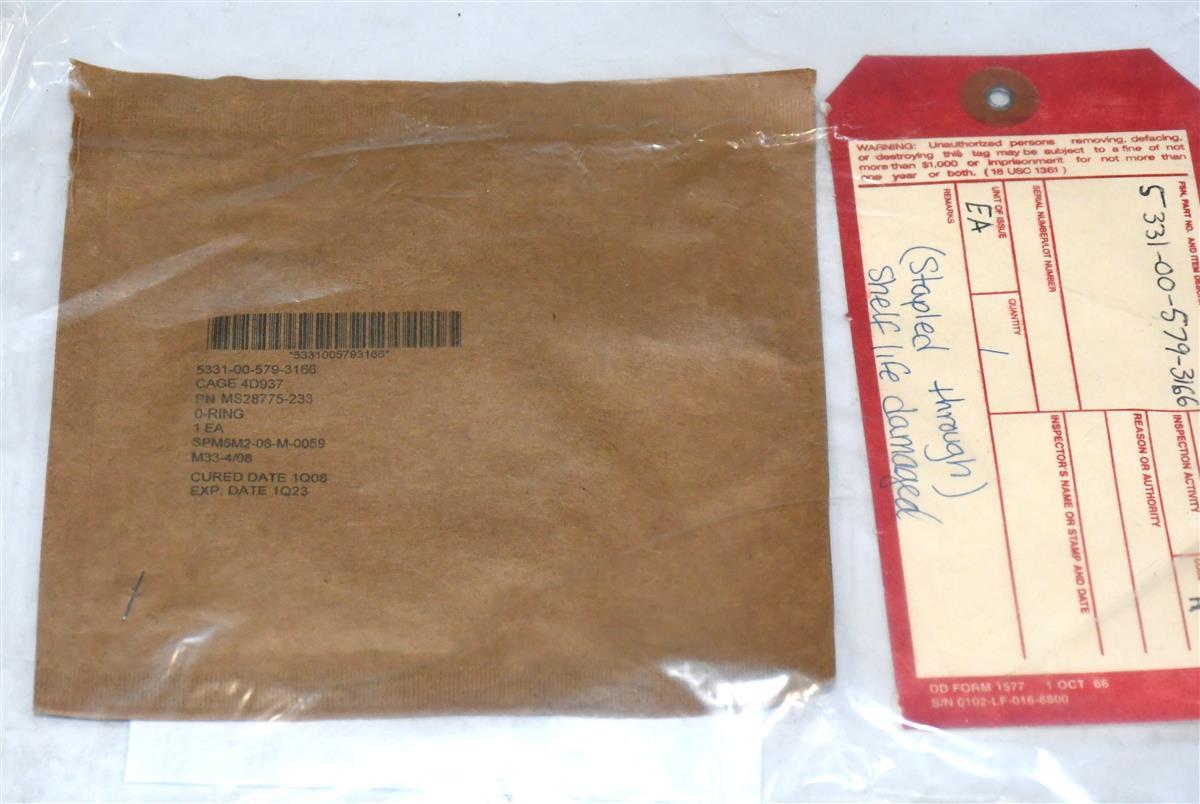 *5331005793166*
5331-00-579-3166
CAGE 4D937
PN MS28775-233
0-RING
1 EA
SPM5M2-08-M-0059
M33-4/08
CURED DATE 1Q08
EXP. DATE 1Q23
WARNING: Unauthorized persons removing, defacing,
or destroying this tag may be subject to a fine of not
more than $1,000 or imprisonment for not more than
one year or both. (18 USC 1361)
FSN, PART NO. AND ITEM
5331-00-579-3166
SERIAL NUMBER/LOT NUMBER
UNIT OF ISSUE
EA
QUANTITY
1
REMARKS
(Stapled through)
Shelf life damaged
INSPECTION ACTIVITY
REASON OR AUTHORITY
INSPECTOR'S NAME OR STAMP AND DATE
DD FORM 1577 1 OCT 66
S/N 0102-LF-016-8800